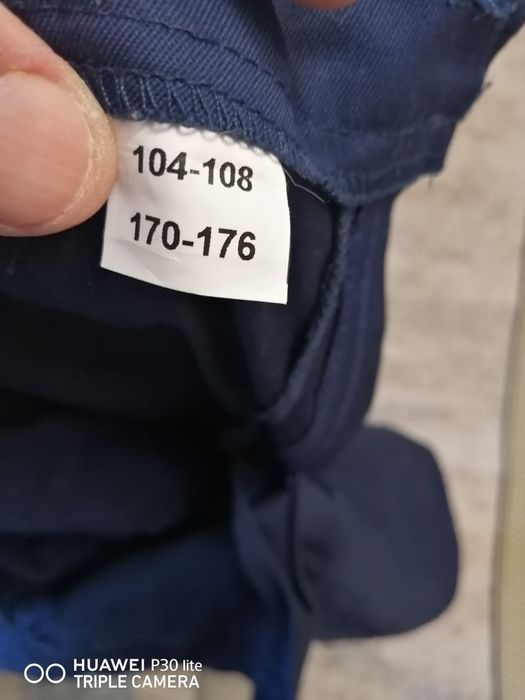 104-108
170-176
HUAWEI P30 lite
TRIPLE CAMERA